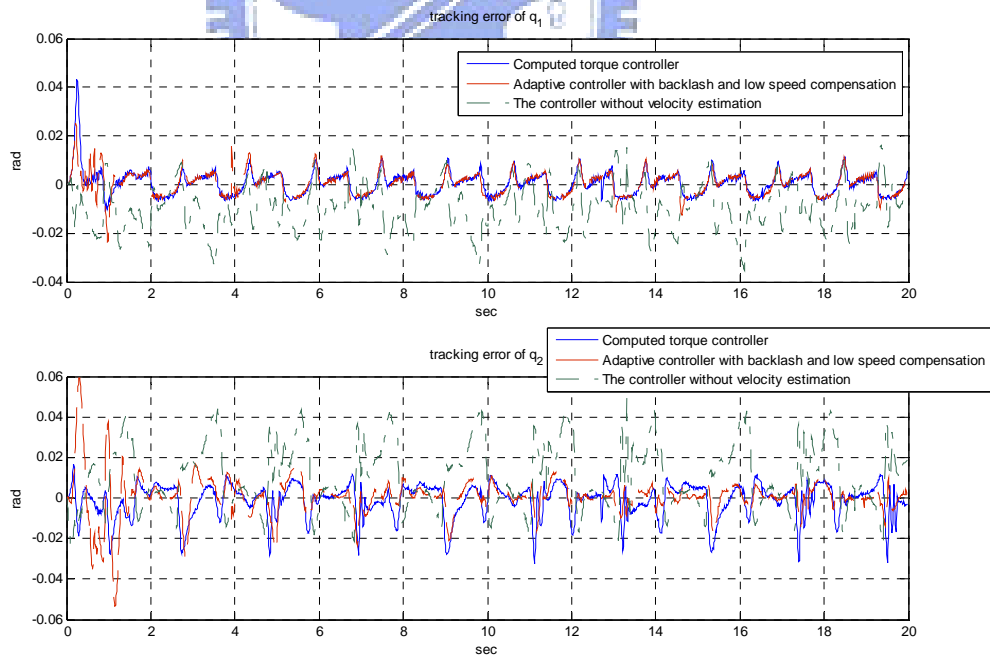 tracking error of q1
0.06
0.04
0.02
0
-0.02
-0.04
rad
Computed torque controller
Adaptive controller with backlash and low speed compensation
The controller without velocity estimation
0 2 4 6 8 10 12 14 16 18 20
sec
tracking error of q2
Computed torque controller
Adaptive controller with backlash and low speed compensation
The controller without velocity estimation
0.06
0.04
0.02
0
-0.02
-0.04
-0.06
rad
0 2 4 6 8 10 12 14 16 18 20
sec